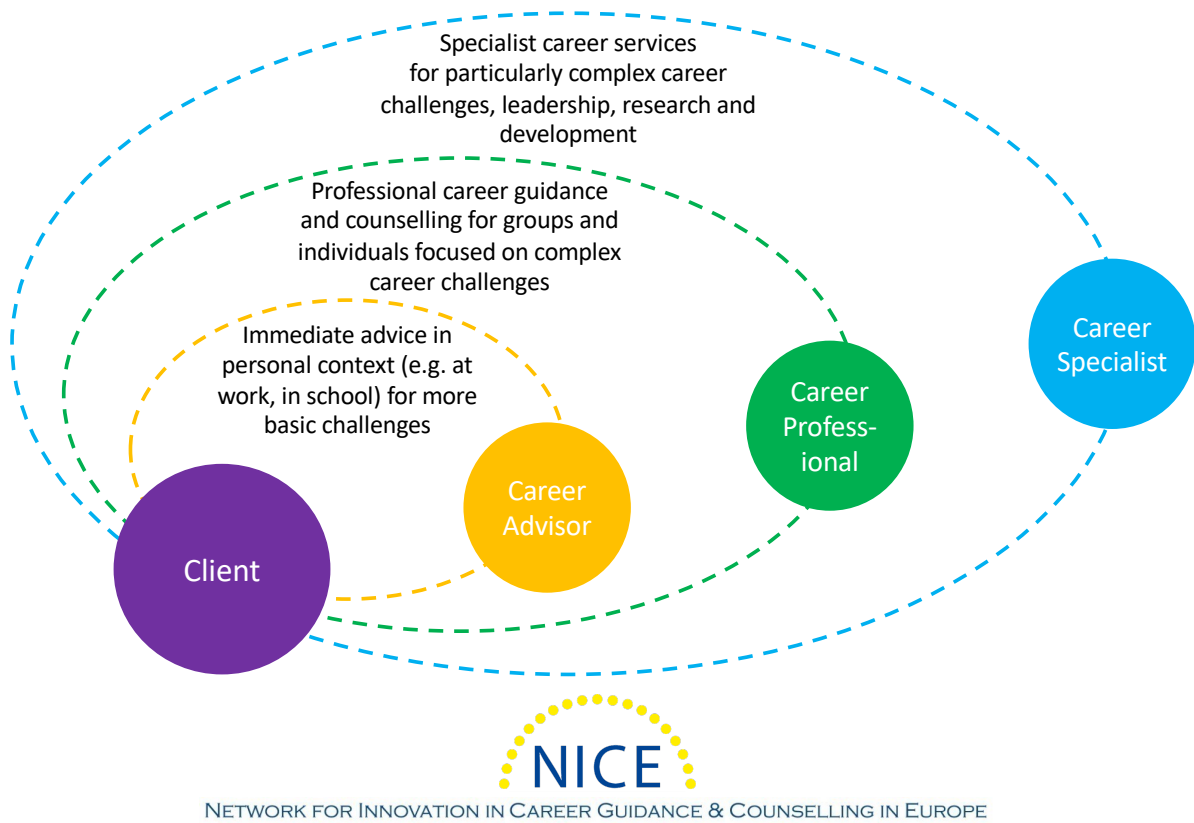 Specialist career services
for particularly complex career
challenges, leadership, research and
development
Professional career guidance
and counselling for groups and
individuals focused on complex
career challenges
Immediate advice in
personal context (e.g. at
work, in school) for more
basic challenges
Career
Specialist
Career
Profess-
ional
Career
Advisor
Client
NICE
NETWORK FOR INNOVATION IN CAREER GUIDANCE & COUNSELLING IN EUROPE